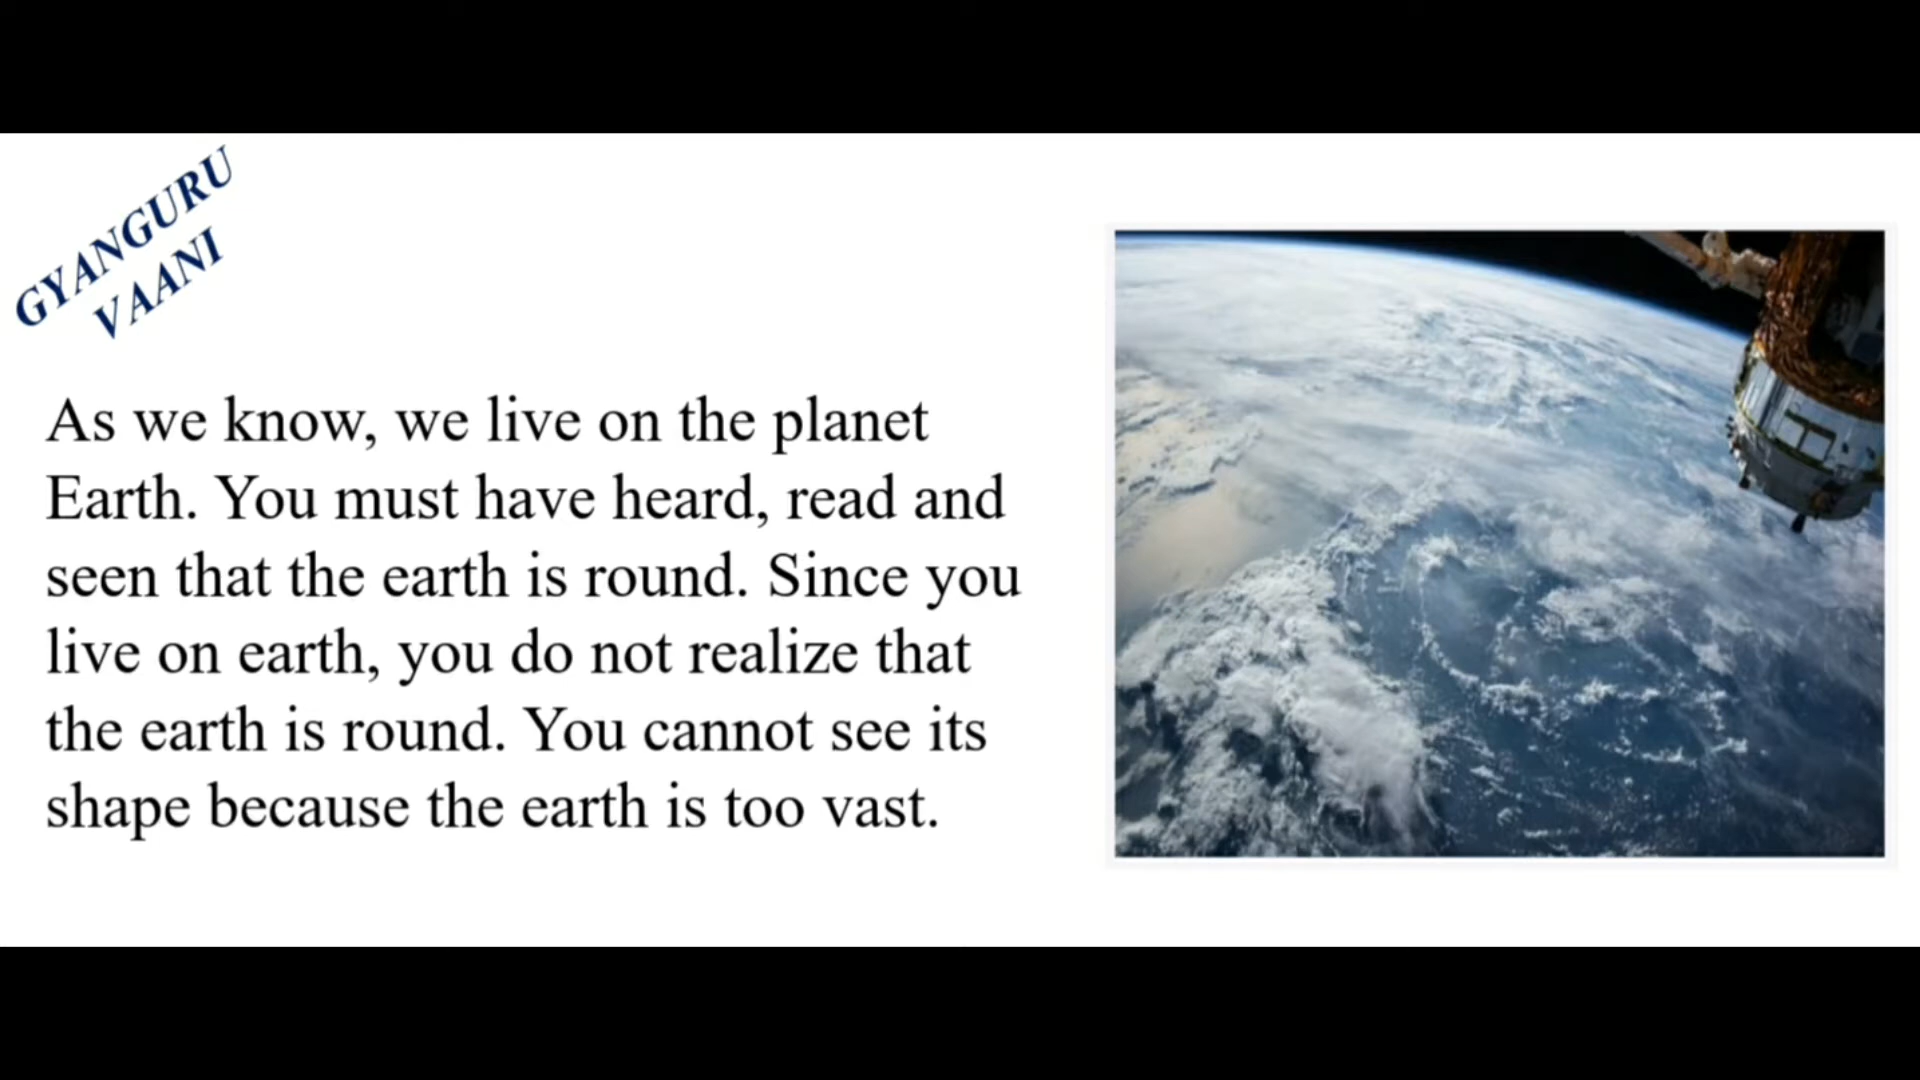 GYANGURU
VAANI
As we know, we live on the planet
Earth. You must have heard, read and
seen that the earth is round. Since you
live on earth, you do not realize that
the earth is round. You cannot see its
shape because the earth is too vast.